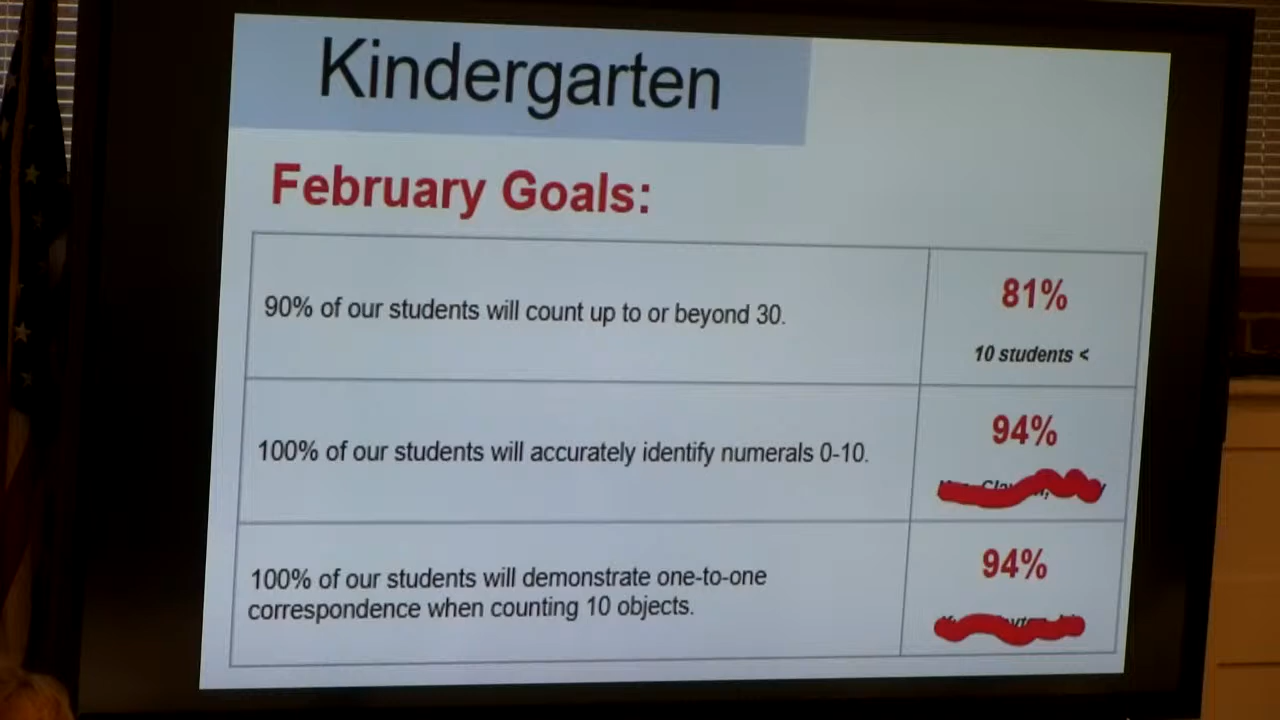 Kindergarten
February Goals:
90% of our students will count up to or beyond 30.
81%
10 students <
100% of our students will accurately identify numerals 0-10.
94%
100% of our students will demonstrate one-to-one
correspondence when counting 10 objects.
94%